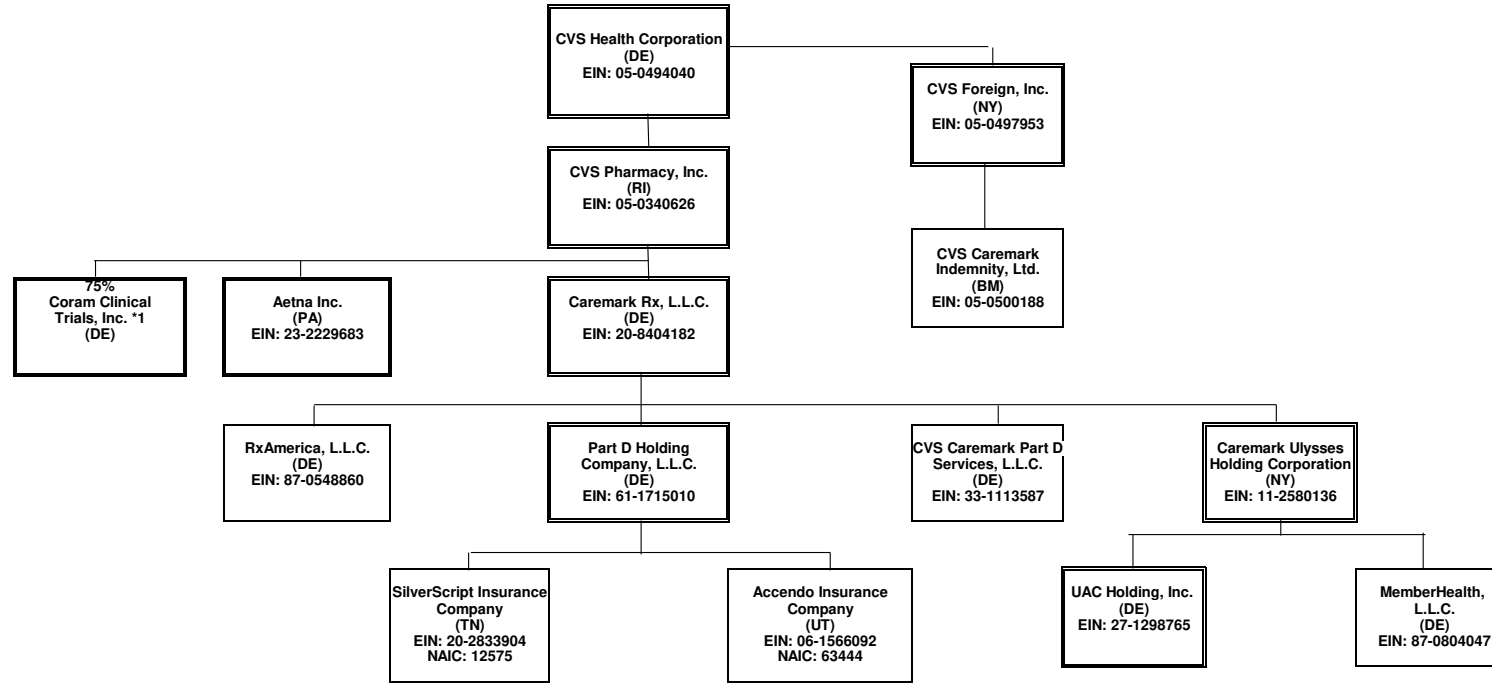 CVS Health Corporation
(DE)
EIN: 05-0494040
CVS Foreign, Inc.
(NY)
EIN: 05-0497953
CVS Pharmacy, Inc.
(RI)
EIN: 05-0340626
CVS Caremark
Indemnity, Ltd.
(BM)
EIN: 05-0500188
75%
Coram Clinical
Trials, Inc. *1
(DE)
Aetna Inc.
(PA)
EIN: 23-2229683
Caremark Rx, L.L.C.
(DE)
EIN: 20-8404182
RxAmerica, L.L.C.
(DE)
EIN: 87-0548860
Part D Holding
Company, L.L.C.
(DE)
EIN: 61-1715010
CVS Caremark Part D
Services, L.L.C.
(DE)
EIN: 33-1113587
Caremark Ulysses
Holding Corporation
(NY)
EIN: 11-2580136
SilverScript Insurance
Company
(TN)
EIN: 20-2833904
NAIC: 12575
Accendo Insurance
Company
(UT)
EIN: 06-1566092
NAIC: 63444
UAC Holding, Inc.
(DE)
EIN: 27-1298765
MemberHealth,
L.L.C.
(DE)
EIN: 87-0804047